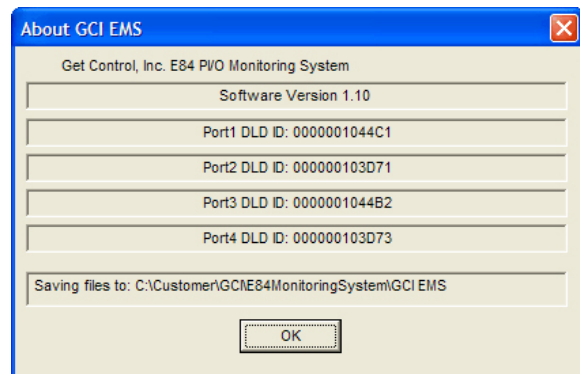 About GCI EMS
Get Control, Inc. E84 PI/O Monitoring System
Software Version 1.10
Port1 DLD ID: 0000001044C1
Port2 DLD ID: 000000103D71
Port3 DLD ID: 0000001044B2
Port4 DLD ID: 000000103D73
Saving files to: C:\Customer\GCI\E84MonitoringSystem\GCI EMS
OK